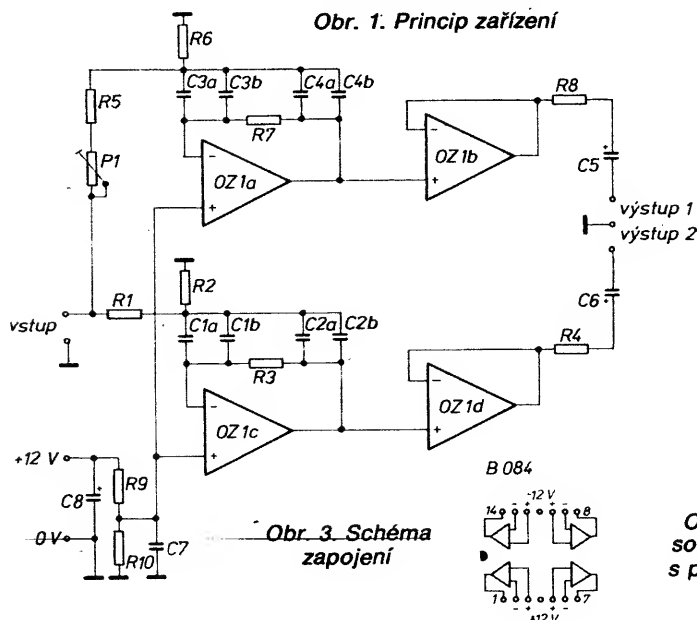 Obr. 1. Princip zařízení
R6
C3a C3b C4a C4b
R5
R7
R8
P1
OZ1a
OZ1b
C5
výstup 1
výstup 2
R2
R1
vstup
C1a C1b C2a C2b
C6
R3
R4
OZ1c
OZ1d
+12 V
R9
C8
B 084
-12 V
14 8
0 V
R10
C7
Obr. 3. Schéma
zapojení
1 7
+12 V
so
s p